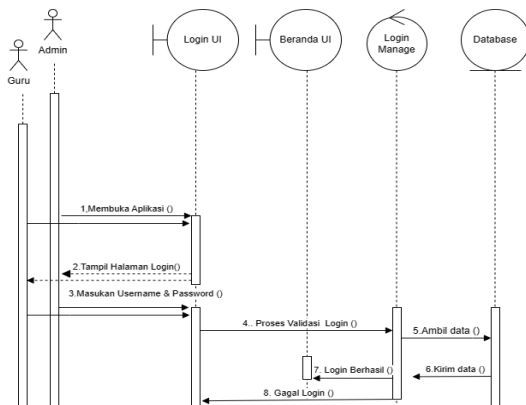 Admin
Guru
Login UI
Beranda UI
Login
Manage
Database
1,Membuka Aplikasi ()
2.Tampil Halaman Login()
3.Masukan Username & Password ()
4.. Proses Validasi Login ()
5.Ambil data ()
6.Kirim data ()
7. Login Berhasil ()
8. Gagal Login ()